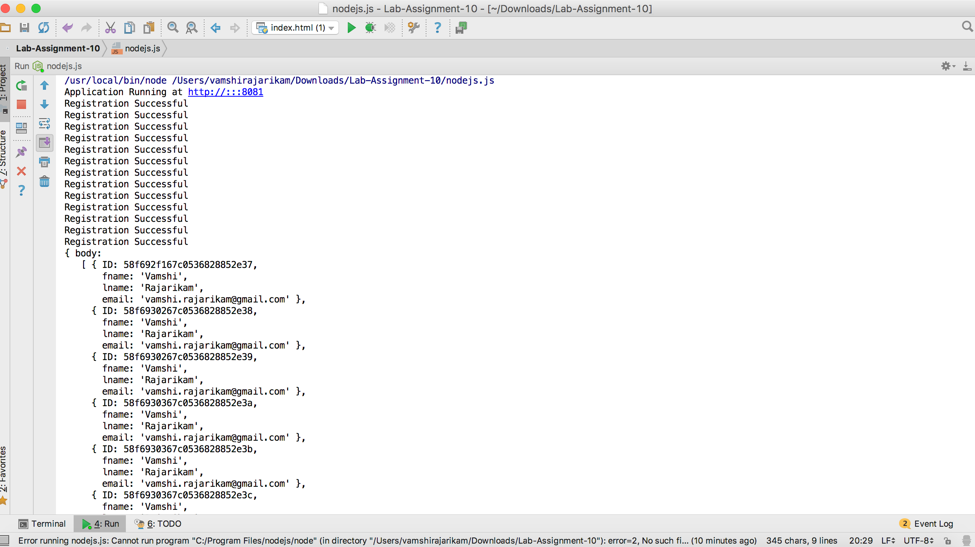 nodejs.js - Lab-Assignment-10 - [~/Downloads/Lab-Assignment-10]
index.html (1)
Lab-Assignment-10
nodejs.js
Run nodejs.js
1: Project
Z: Structure
2: Favorites
/usr/local/bin/node /Users/vamshirajarikam/Downloads/Lab-Assignment-10/nodejs.js
Application Running at http://:::8081
Registration Successful
Registration Successful
Registration Successful
Registration Successful
Registration Successful
Registration Successful
Registration Successful
Registration Successful
Registration Successful
Registration Successful
Registration Successful
Registration Successful
Registration Successful
{ body:
[ { ID: 58f692f167c0536828852e37,
fname: 'Vamshi',
lname: 'Rajarikam',
email: 'vamshi.rajarikam@gmail.com' },
{ ID: 58f6930267c0536828852e38,
fname: 'Vamshi',
lname: 'Rajarikam',
email: 'vamshi.rajarikam@gmail.com' },
{ ID: 58f6930267c0536828852e39,
fname: 'Vamshi',
lname: 'Rajarikam',
email: 'vamshi.rajarikam@gmail.com' },
{ ID: 58f6930367c0536828852e3a,
fname: 'Vamshi',
lname: 'Rajarikam',
email: 'vamshi.rajarikam@gmail.com' },
{ ID: 58f6930367c0536828852e3b,
fname: 'Vamshi',
lname: 'Rajarikam',
email: 'vamshi.rajarikam@gmail.com' },
{ ID: 58f6930367c0536828852e3c,
fname: 'Vamshi',
Terminal 4: Run 6: TODO 2 Event Log
Error running nodejs.js: Cannot run program "C:/Program Files/nodejs/node" (in directory "/Users/vamshirajarikam/Downloads/Lab-Assignment-10"): error=2, No such fi... (10 minutes ago) 345 chars, 9 lines 20:29 LF UTF-8